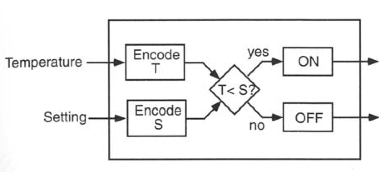 Temperature
Encode
T
yes
ON
T< S?
Setting
Encode
S
no
OFF